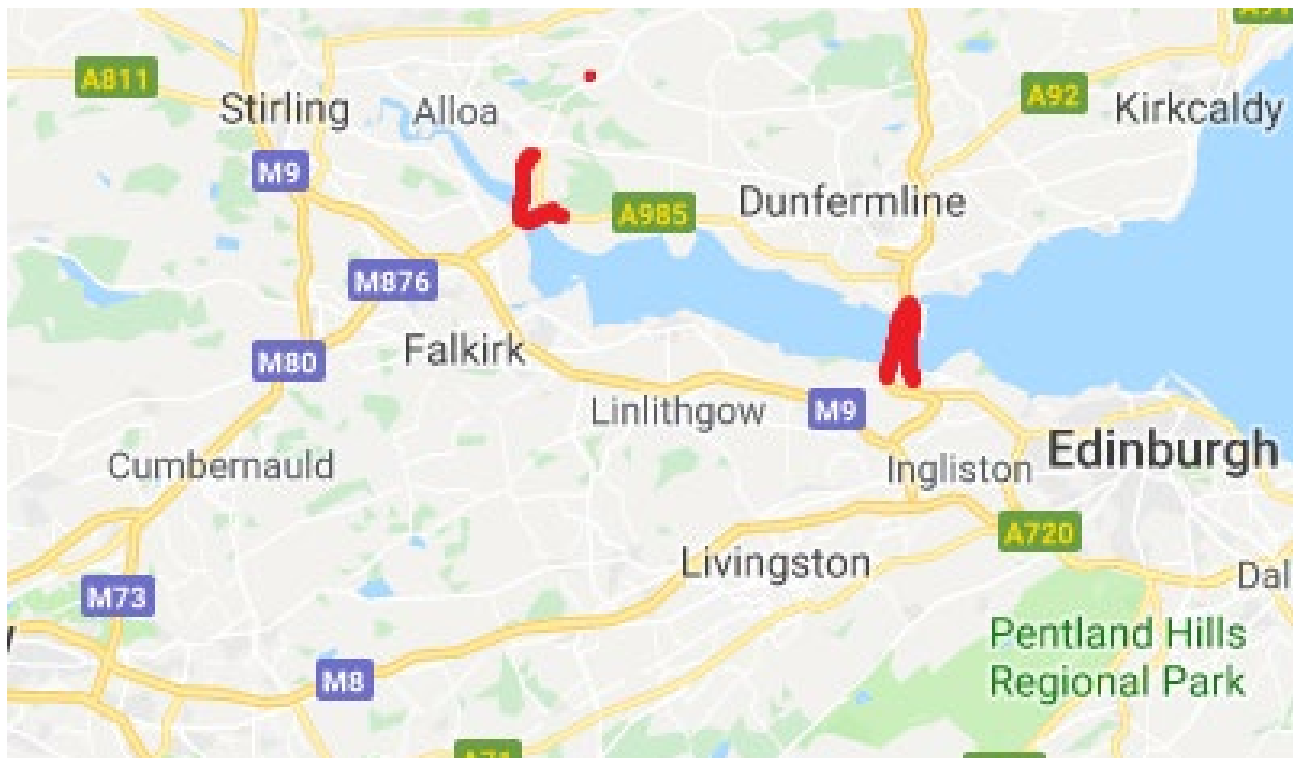 A811
Stirling
Alloa
A92
Kirkcaldy
M9
A985
Dunfermline
M876
Falkirk
M80
Linlithgow
M9
Edinburgh
Cumbernauld
Ingliston
A720
Livingston
Dal
M73
Pentland Hills
Regional Park
M8